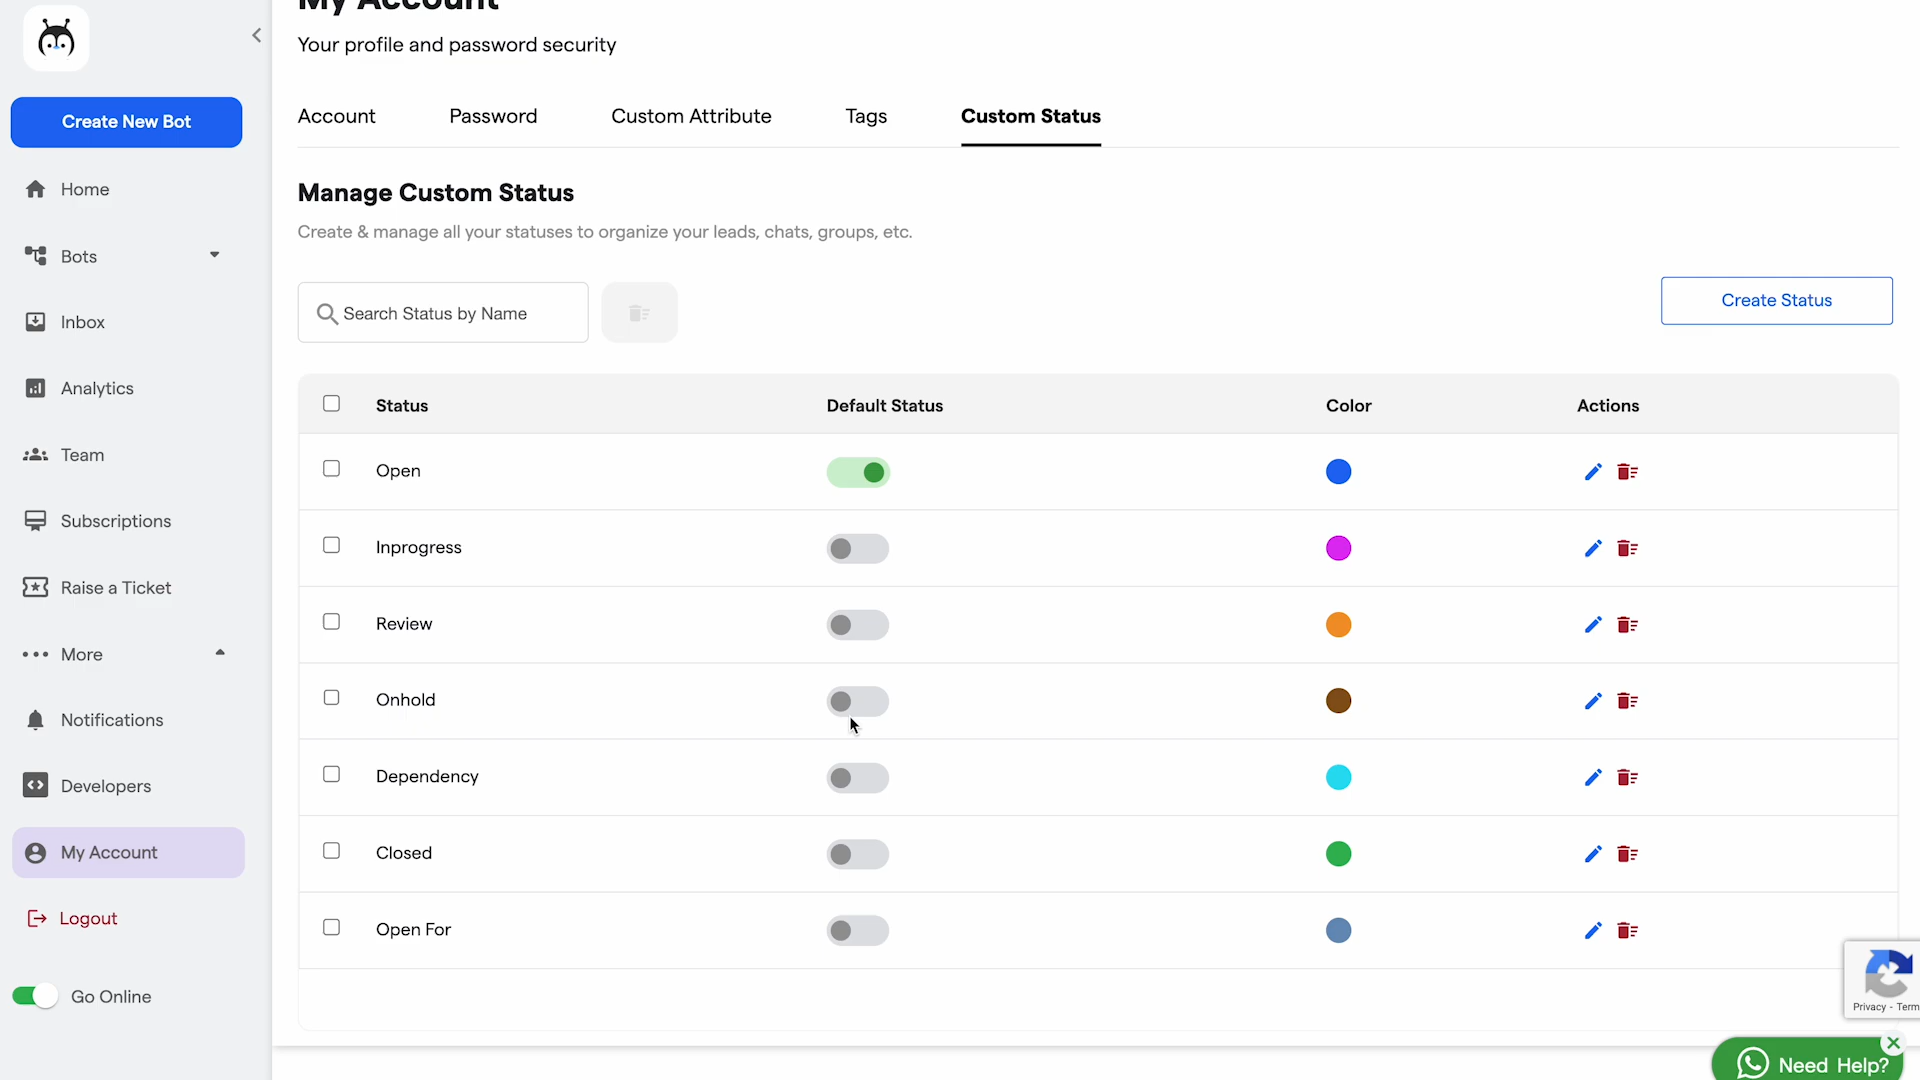 My Account
Your profile and password security
Account
Password
Custom Attribute
Tags
Custom Status
Manage Custom Status
Create & manage all your statuses to organize your leads, chats, groups, etc.
Search Status by Name
Create Status
Status
Default Status
Color
Actions
Open
Inprogress
Review
Onhold
Dependency
Closed
Open For
Create New Bot
Home
Bots
Inbox
Analytics
Team
Subscriptions
Raise a Ticket
More
Notifications
Developers
My Account
Logout
Go Online
Privacy - Term
Need Help?